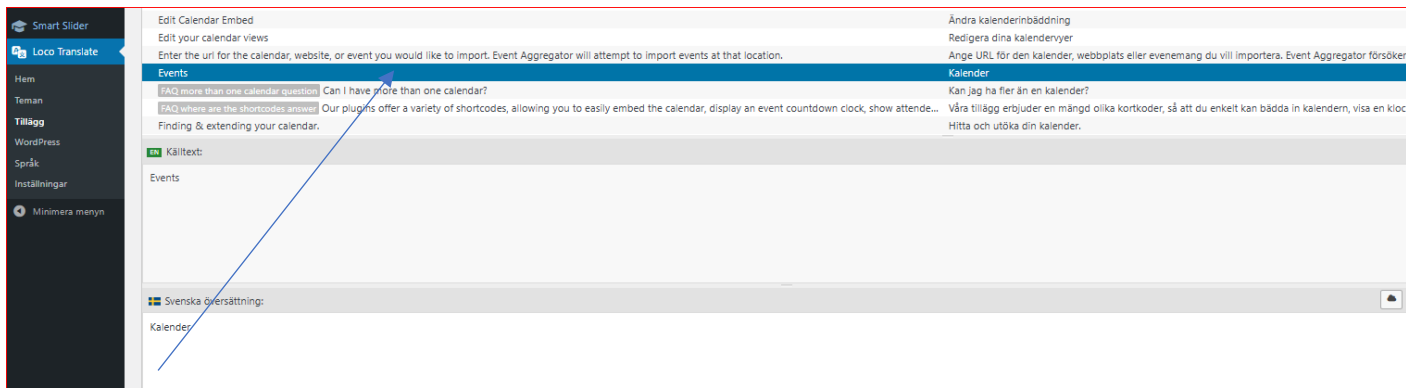 Smart Slider
Loco Translate
Hem
Teman
Tillägg
WordPress
Språk
Inställningar
Minimera menyn
Edit Calendar Embed Ändra kalenderinbäddning
Edit your calendar views Redigera dina kalendervyer
Enter the url for the calendar, website, or event you would like to import. Event Aggregator will attempt to import events at that location. Ange URL för den kalender, webbplats eller evenemang du vill importera. Event Aggregator försöker
Events Kalender
FAQ more than one calendar question Can I have more than one calendar? Kan jag ha fler än en kalender?
FAQ where are the shortcodes answer Our plugins offer a variety of shortcodes, allowing you to easily embed the calendar, display an event countdown clock, show attende... Våra tillägg erbjuder en mängd olika kortkoder, så att du enkelt kan bädda in kalendern, visa en kloc
Finding & extending your calendar. Hitta och utöka din kalender.
EN Källtext:
Events
Svenska översättning:
Kalender